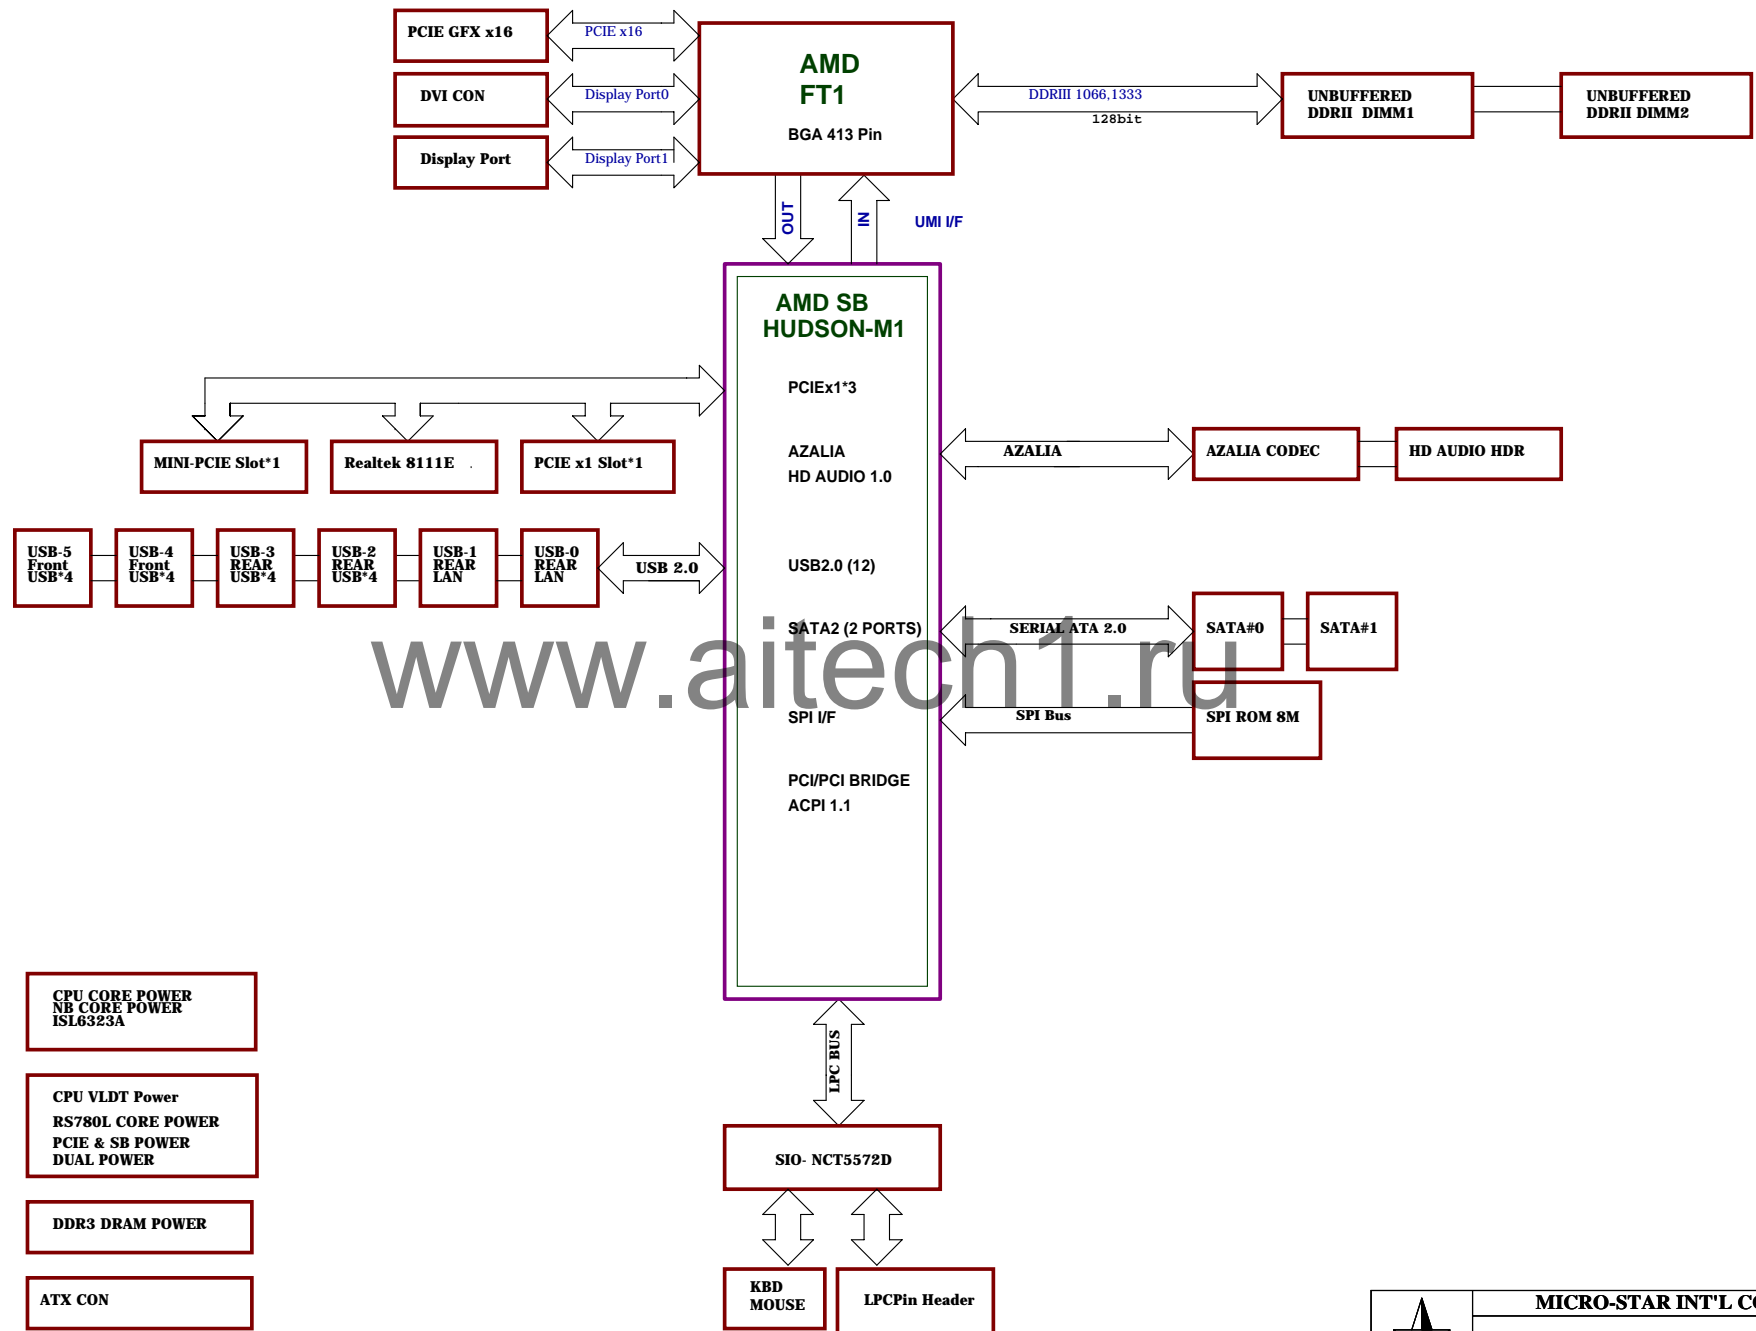 PCIE GFX x16
PCIE x16
DVI CON
Display Port0
Display Port
Display Port1
AMD
FT1
BGA 413 Pin
DDRIII 1066,1333
128bit
UNBUFFERED
DDRII DIMM1
UNBUFFERED
DDRII DIMM2
OUT
IN
UMI I/F
AMD SB
HUDSON-M1
PCIEx1*3
AZALIA
HD AUDIO 1.0
USB2.0 (12)
SATA2 (2 PORTS)
SPI I/F
PCI/PCI BRIDGE
ACPI 1.1
MINI-PCIE Slot*1
Realtek 8111E .
PCIE x1 Slot*1
AZALIA
AZALIA CODEC
HD AUDIO HDR
USB-5
Front
USB*4
USB-4
Front
USB*4
USB-3
REAR
USB*4
USB-2
REAR
USB*4
USB-1
REAR
LAN
USB-0
REAR
LAN
USB 2.0
SERIAL ATA 2.0
SATA#0
SATA#1
www.aitech1.ru
SPI Bus
SPI ROM 8M
CPU CORE POWER
NB CORE POWER
ISL6323A
CPU VLDT Power
RS780L CORE POWER
PCIE & SB POWER
DUAL POWER
DDR3 DRAM POWER
ATX CON
LPC BUS
SIO- NCT5572D
KBD
MOUSE
LPCPin Header
MICRO-STAR INT'L